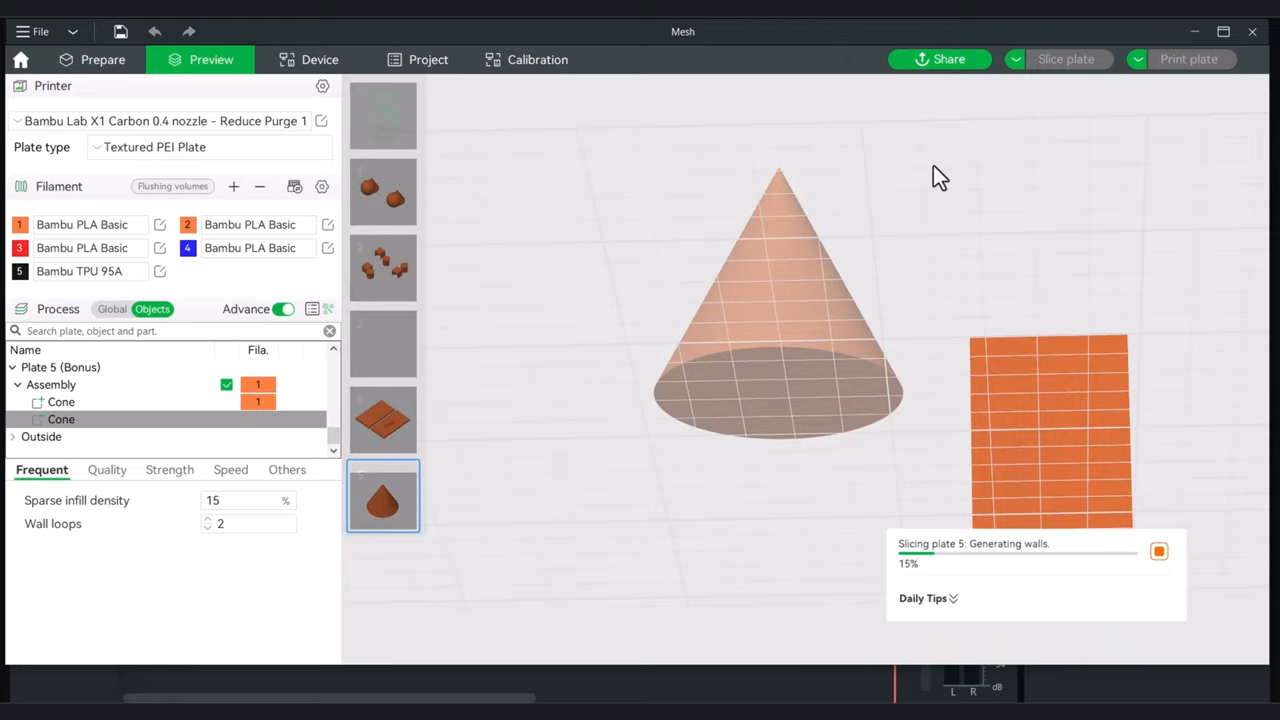 File
Mesh
Prepare
Preview
Device
Project
Calibration
Share
Slice plate
Print plate
Printer
Bambu Lab X1 Carbon 0.4 nozzle - Reduce Purge 1
Plate type
Textured PEI Plate
Filament
Flushing volumes
1 Bambu PLA Basic
2 Bambu PLA Basic
3 Bambu PLA Basic
4 Bambu PLA Basic
5 Bambu TPU 95A
Process
Global
Objects
Advance
Search plate, object and part.
Name
Fila.
Plate 5 (Bonus)
Assembly 1
Cone 1
Cone
Outside
Frequent
Quality
Strength
Speed
Others
Sparse infill density 15 %
Wall loops 2
Slicing plate 5: Generating walls.
15%
Daily Tips
L R dB